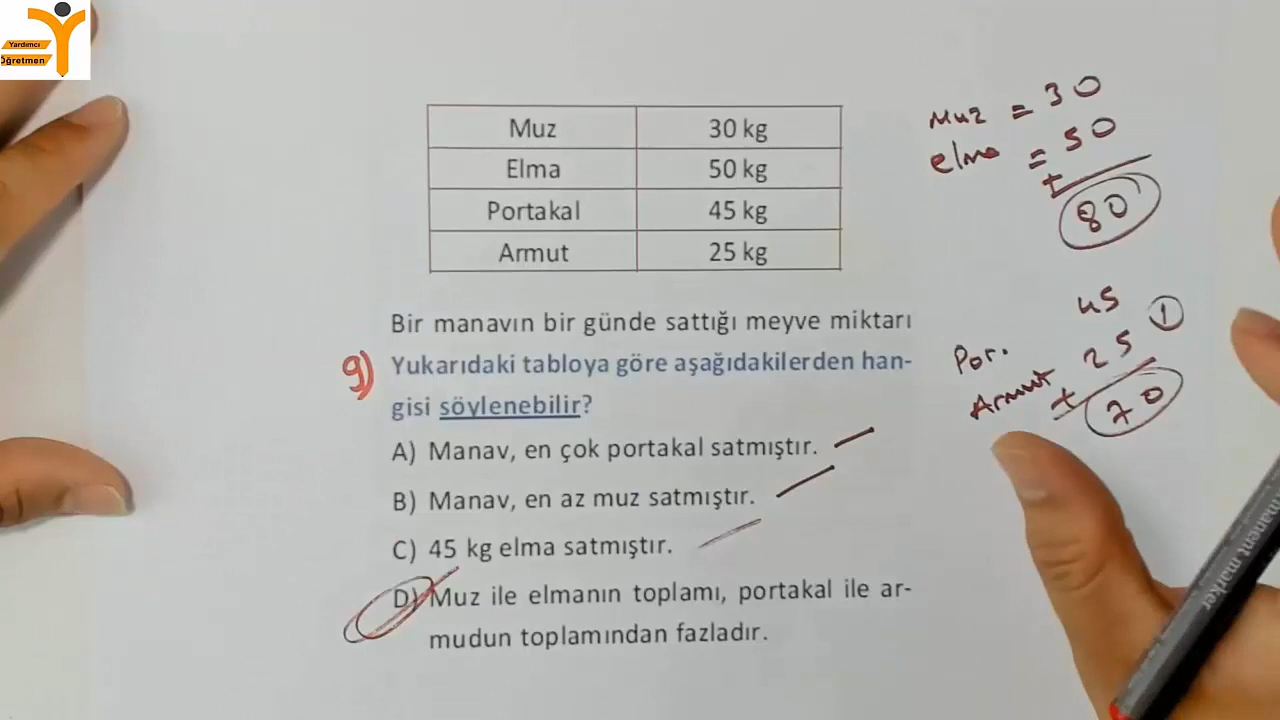 Yardımcı
Öğretmen
Muz 30 kg
Elma 50 kg
Portakal 45 kg
Armut 25 kg
Bir manavın bir günde sattığı meyve miktarı
9) Yukarıdaki tabloya göre aşağıdakilerden han-
gisi söylenebilir?
A) Manav, en çok portakal satmıştır.
B) Manav, en az muz satmıştır.
C) 45 kg elma satmıştır.
D) Muz ile elmanın toplamı, portakal ile ar-
mudun toplamından fazladır.
Muz = 30
elma = 50
+
80
45
Por. 25 1
Armut +
70
manent marker